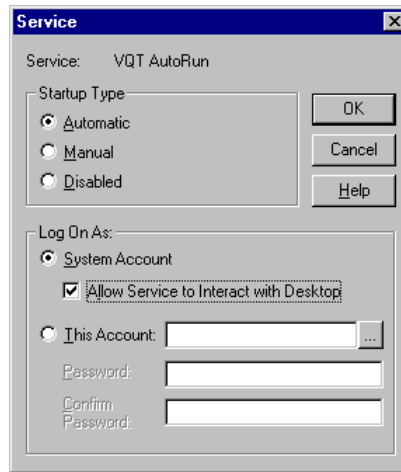 Service
Service: VQT AutoRun
Startup Type
Automatic
Manual
Disabled
OK
Cancel
Help
Log On As:
System Account
Allow Service to Interact with Desktop
This Account:
...
Password:
Confirm
Password: